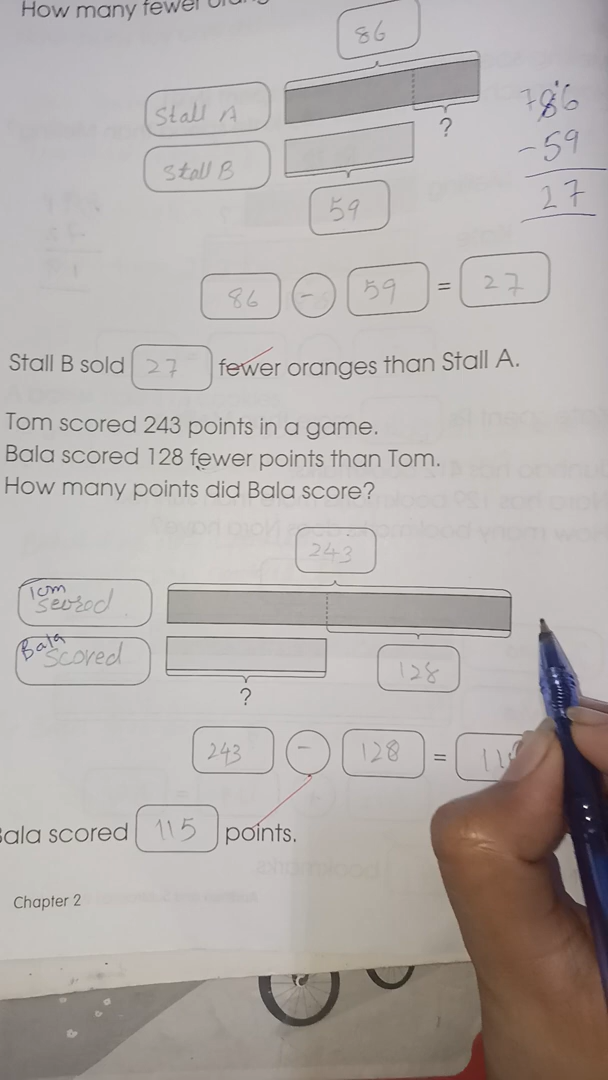 How many fewer
86
Stall A
?
786
Stall B
- 59
59
27
86 - 59 = 27
Stall B sold 27 fewer oranges than Stall A.
Tom scored 243 points in a game.
Bala scored 128 fewer points than Tom.
How many points did Bala score?
243
Tom
scored
Bala
scored
128
?
243 - 128 =
ala scored 115 points.
Chapter 2